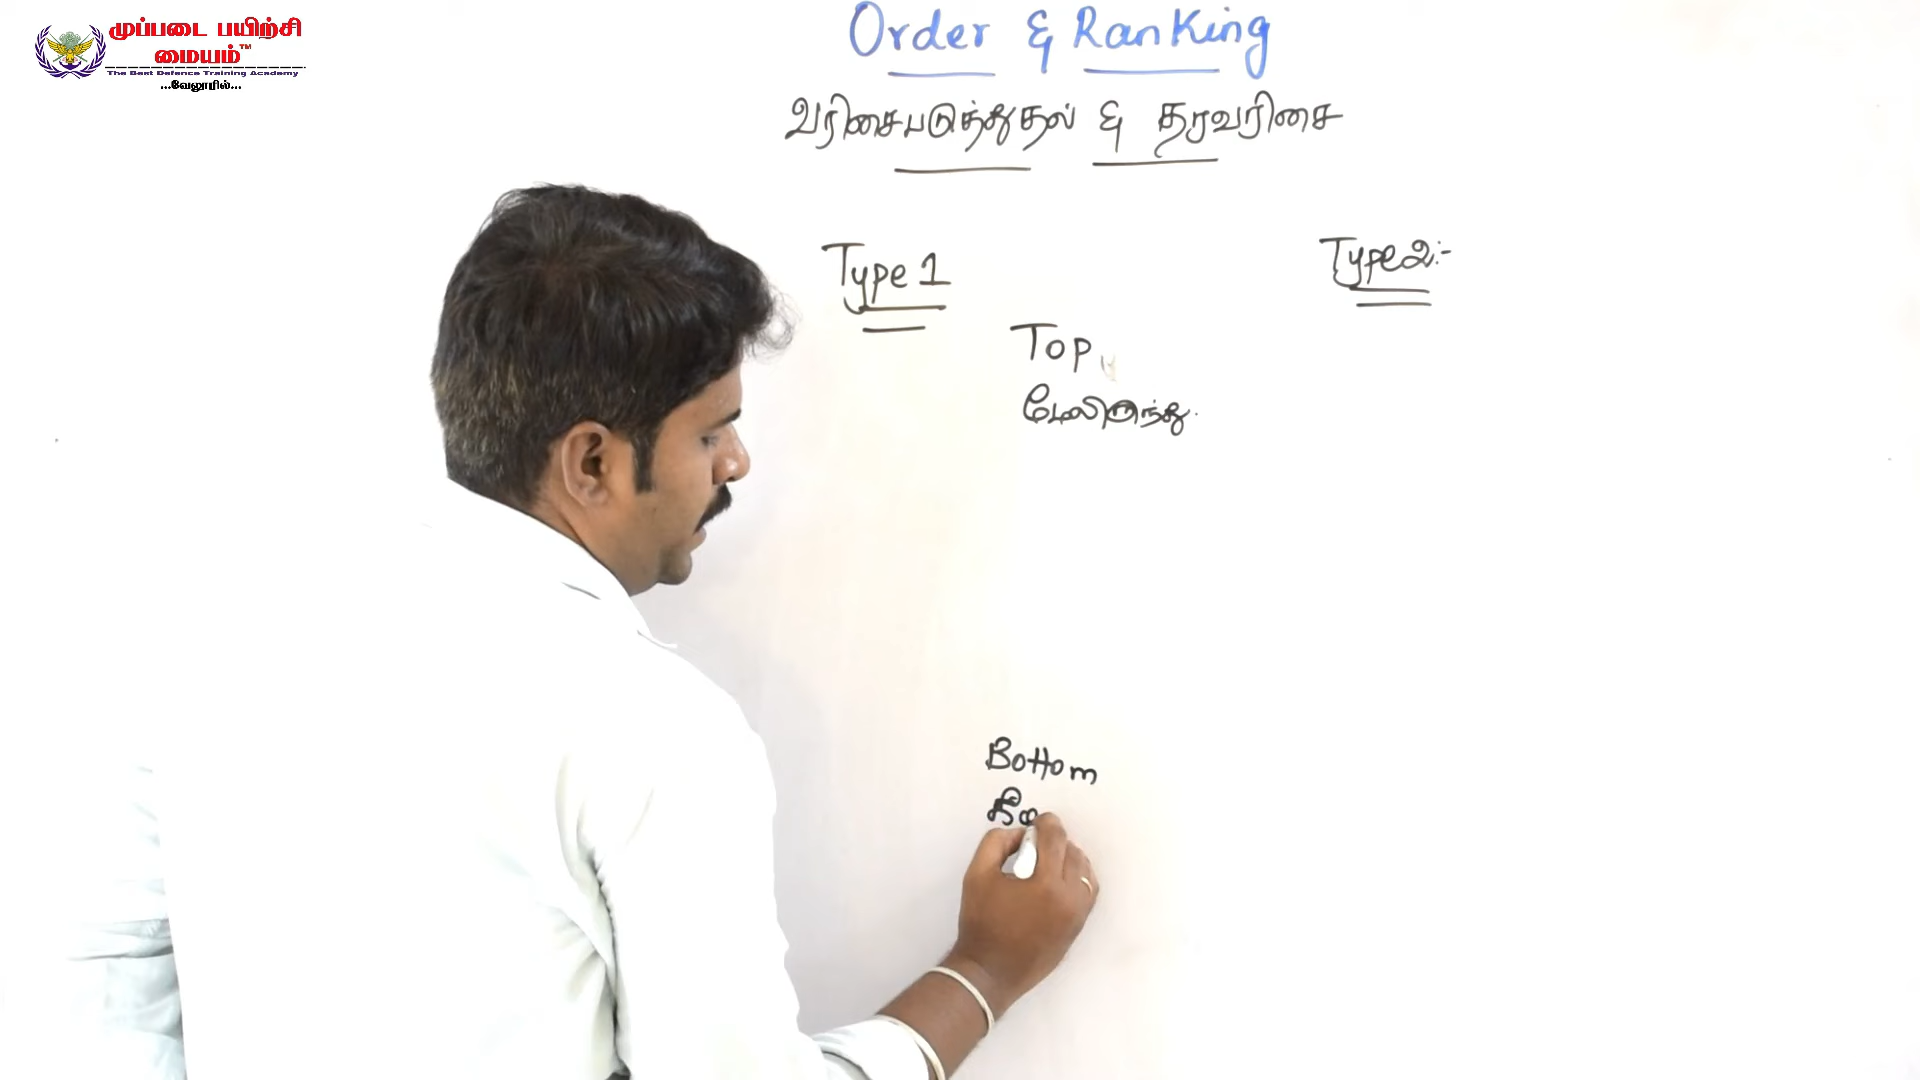 முப்படை பயிற்சி
மையம்™
The Best Defence Training Academy
...வேலூரில்...
Order & Ranking
வரிசைபடுத்துதல் & தரவரிசை
Type 1
Type 2:-
Top
மேலிருந்து.
Bottom